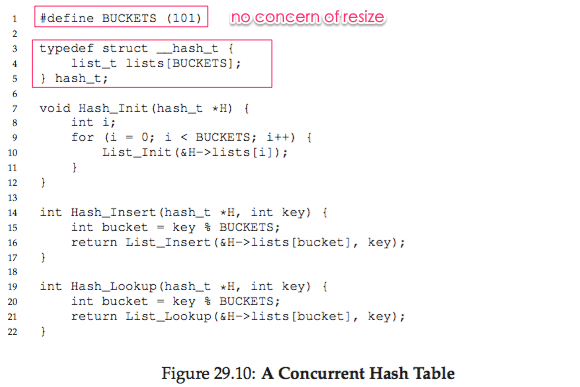 1 #define BUCKETS (101) no concern of resize
2
3 typedef struct __hash_t {
4 list_t lists[BUCKETS];
5 } hash_t;
6
7 void Hash_Init(hash_t *H) {
8 int i;
9 for (i = 0; i < BUCKETS; i++) {
10 List_Init(&H->lists[i]);
11 }
12 }
13
14 int Hash_Insert(hash_t *H, int key) {
15 int bucket = key % BUCKETS;
16 return List_Insert(&H->lists[bucket], key);
17 }
18
19 int Hash_Lookup(hash_t *H, int key) {
20 int bucket = key % BUCKETS;
21 return List_Lookup(&H->lists[bucket], key);
22 }
Figure 29.10: A Concurrent Hash Table